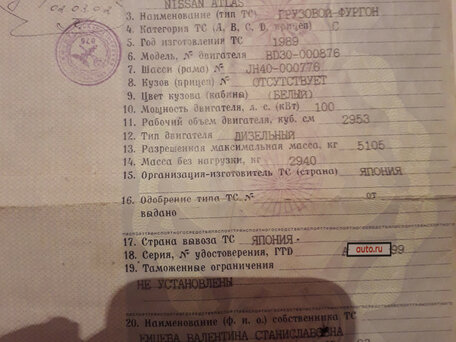 NISSAN ATLAS
02.03.02
3. Наименование (тип ТС) ГРУЗОВОЙ-ФУРГОН
4. Категория ТС (А, В, С, D, прицеп) С
5. Год изготовления ТС 1989
6. Модель, № двигателя BD30-000876
7. Шасси (рама) № JH40-000776
8. Кузов (прицеп) № ОТСУТСТВУЕТ
9. Цвет кузова (кабины) (БЕЛЫЙ)
10. Мощность двигателя, л. с. (кВт) 100
11. Рабочий объем двигателя, куб. см 2953
12. Тип двигателя ДИЗЕЛЬНЫЙ
13. Разрешенная максимальная масса, кг 5105
14. Масса без нагрузки, кг 2940
15. Организация-изготовитель ТС (страна) ЯПОНИЯ
16. Одобрение типа ТС № от
выдано
17. Страна вывоза ТС ЯПОНИЯ
18. Серия, № удостоверения, ГТD А auto.ru 99
19. Таможенные ограничения
НЕ УСТАНОВЛЕНЫ
20. Наименование (ф. и. о.) собственника ТС
ВАЛЕНТИНА СТАНИСЛАВОВНА